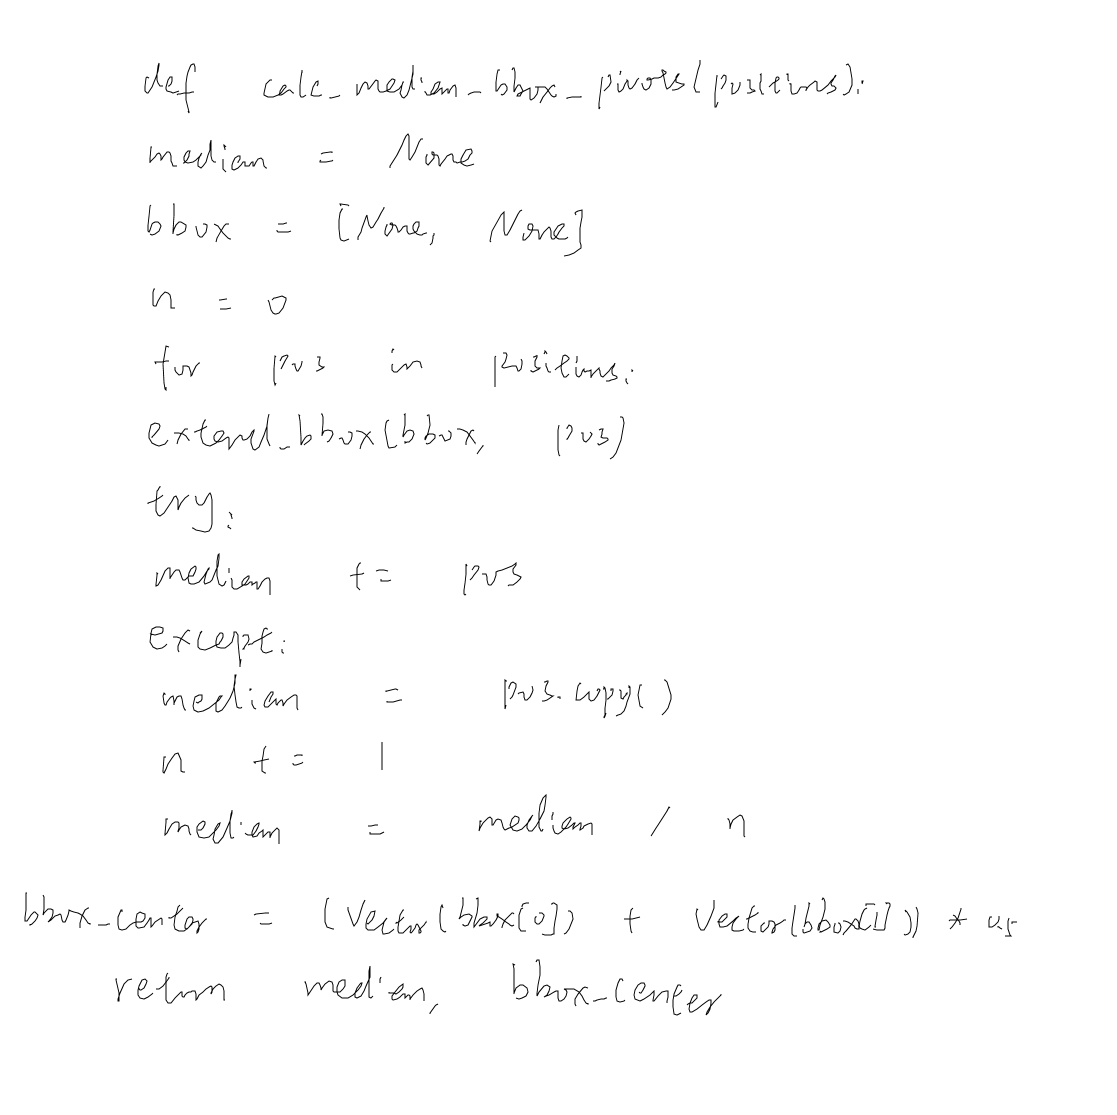 def calc_median_bbox_pivots(positions):
median = None
bbox = [None, None]
n = 0
for pos in positions:
extend_bbox(bbox, pos)
try:
median += pos
except:
median = pos.copy()
n += 1
median = median / n
bbox_center = (Vector(bbox[0]) + Vector(bbox[1])) * 0.5
return median, bbox_center